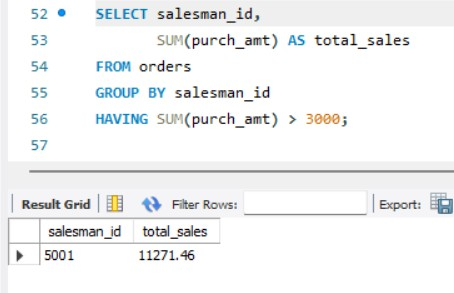 52 SELECT salesman_id,
53 SUM(purch_amt) AS total_sales
54 FROM orders
55 GROUP BY salesman_id
56 HAVING SUM(purch_amt) > 3000;
57
Result Grid Filter Rows: Export:
salesman_id total_sales
5001 11271.46